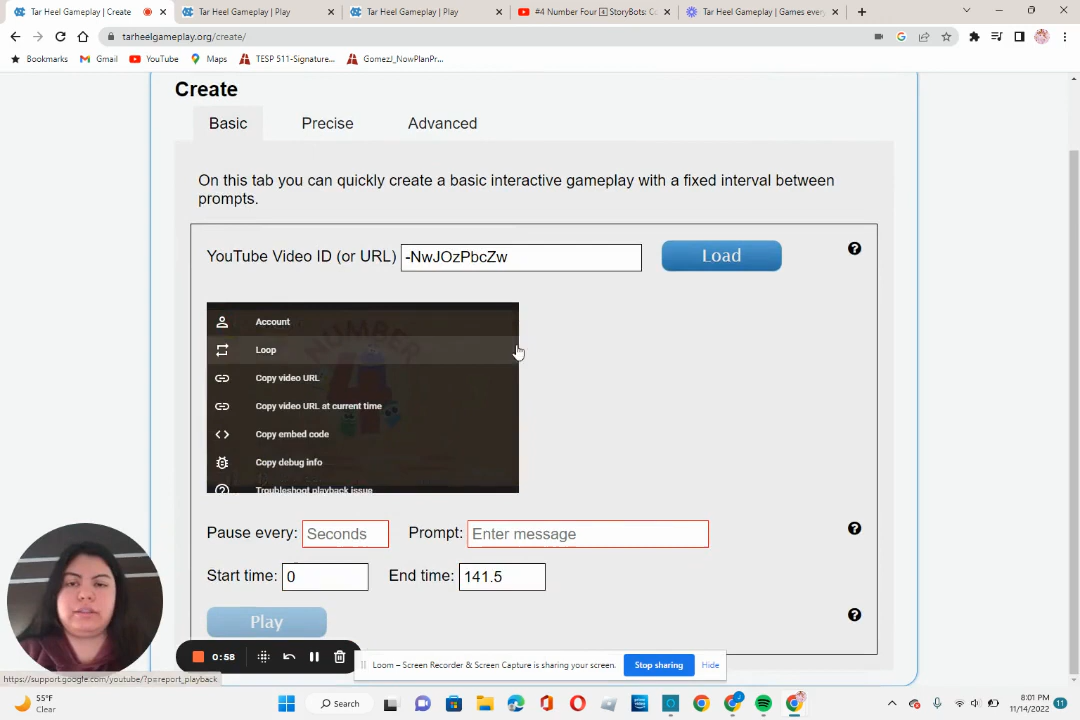 Tar Heel Gameplay | Create
Tar Heel Gameplay | Play
Tar Heel Gameplay | Play
#4 Number Four 4 StoryBots: Co
Tar Heel Gameplay | Games ever
tarheelgameplay.org/create/
Bookmarks
Gmail
YouTube
Maps
TESP 511-Signature...
GomezJ_NowPlanPr...
Create
Basic
Precise
Advanced
On this tab you can quickly create a basic interactive gameplay with a fixed interval between
prompts.
YouTube Video ID (or URL)
-NwJOzPbcZw
Load
Account
Loop
Copy video URL
Copy video URL at current time
Copy embed code
Copy debug info
Troubleshoot playback issue
NUMBER
4
Pause every:
Seconds
Prompt:
Enter message
Start time:
0
End time:
141.5
Play
0:58
Loom – Screen Recorder & Screen Capture is sharing your screen.
Stop sharing
Hide
https://support.google.com/youtube/?p=report_playback
55°F
Clear
Search
8:01 PM
11/14/2022
11